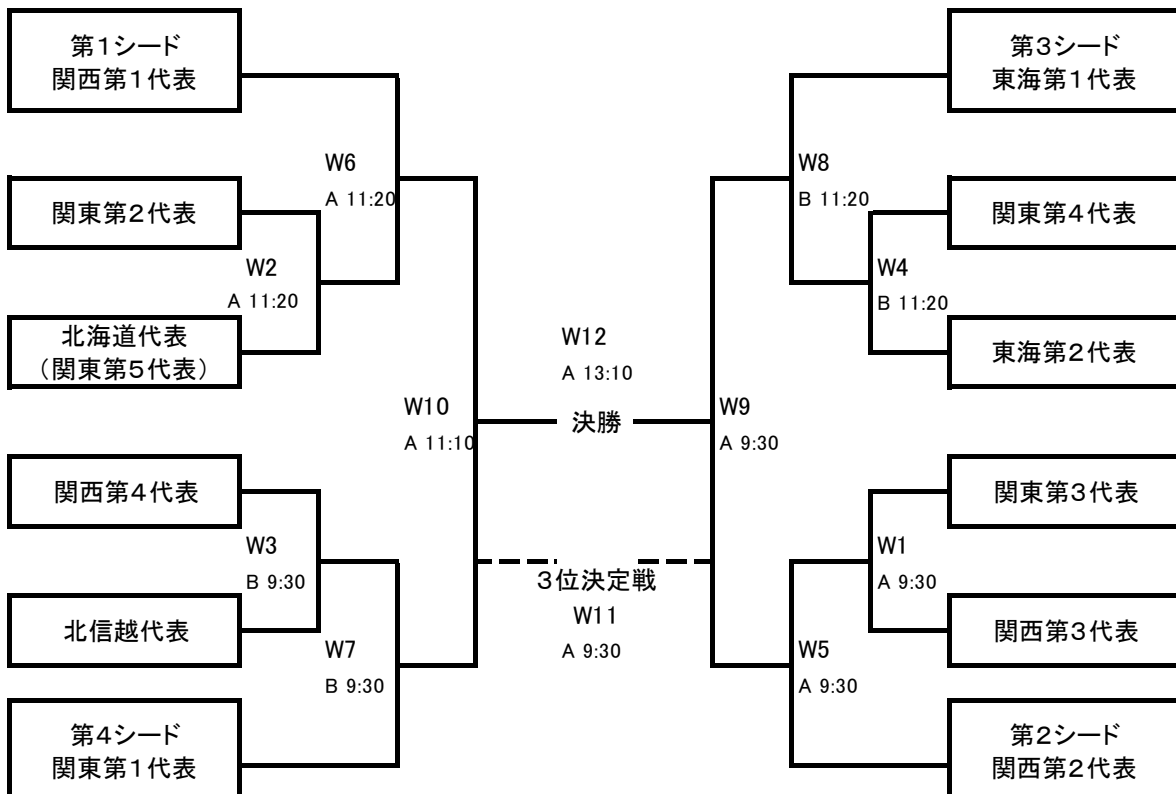 第1シード
関西第1代表
W6
A 11:20
関東第2代表
W2
A 11:20
北海道代表
（関東第5代表）
W10
A 11:10
関西第4代表
W3
B 9:30
北信越代表
W7
B 9:30
第4シード
関東第1代表
W12
A 13:10
決勝
3位決定戦
W11
A 9:30
第3シード
東海第1代表
W8
B 11:20
関東第4代表
W4
B 11:20
東海第2代表
W9
A 9:30
関東第3代表
W1
A 9:30
関西第3代表
W5
A 9:30
第2シード
関西第2代表